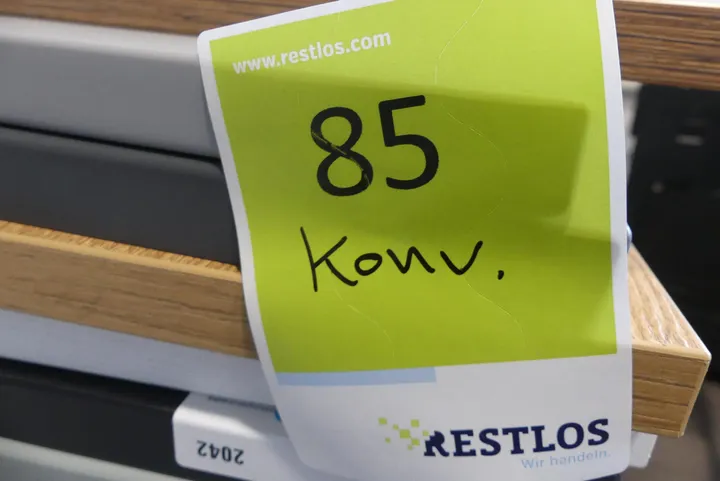 www.restlos.com
85
Konv.
RESTLOS
Wir handeln.
2042